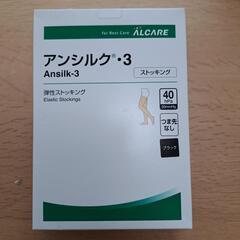 for Best Care ALCARE
アンシルク®・3
Ansilk-3
ストッキング
弾性ストッキング
Elastic Stockings
40
hPa
30mmHg
つま先
なし
ブラック